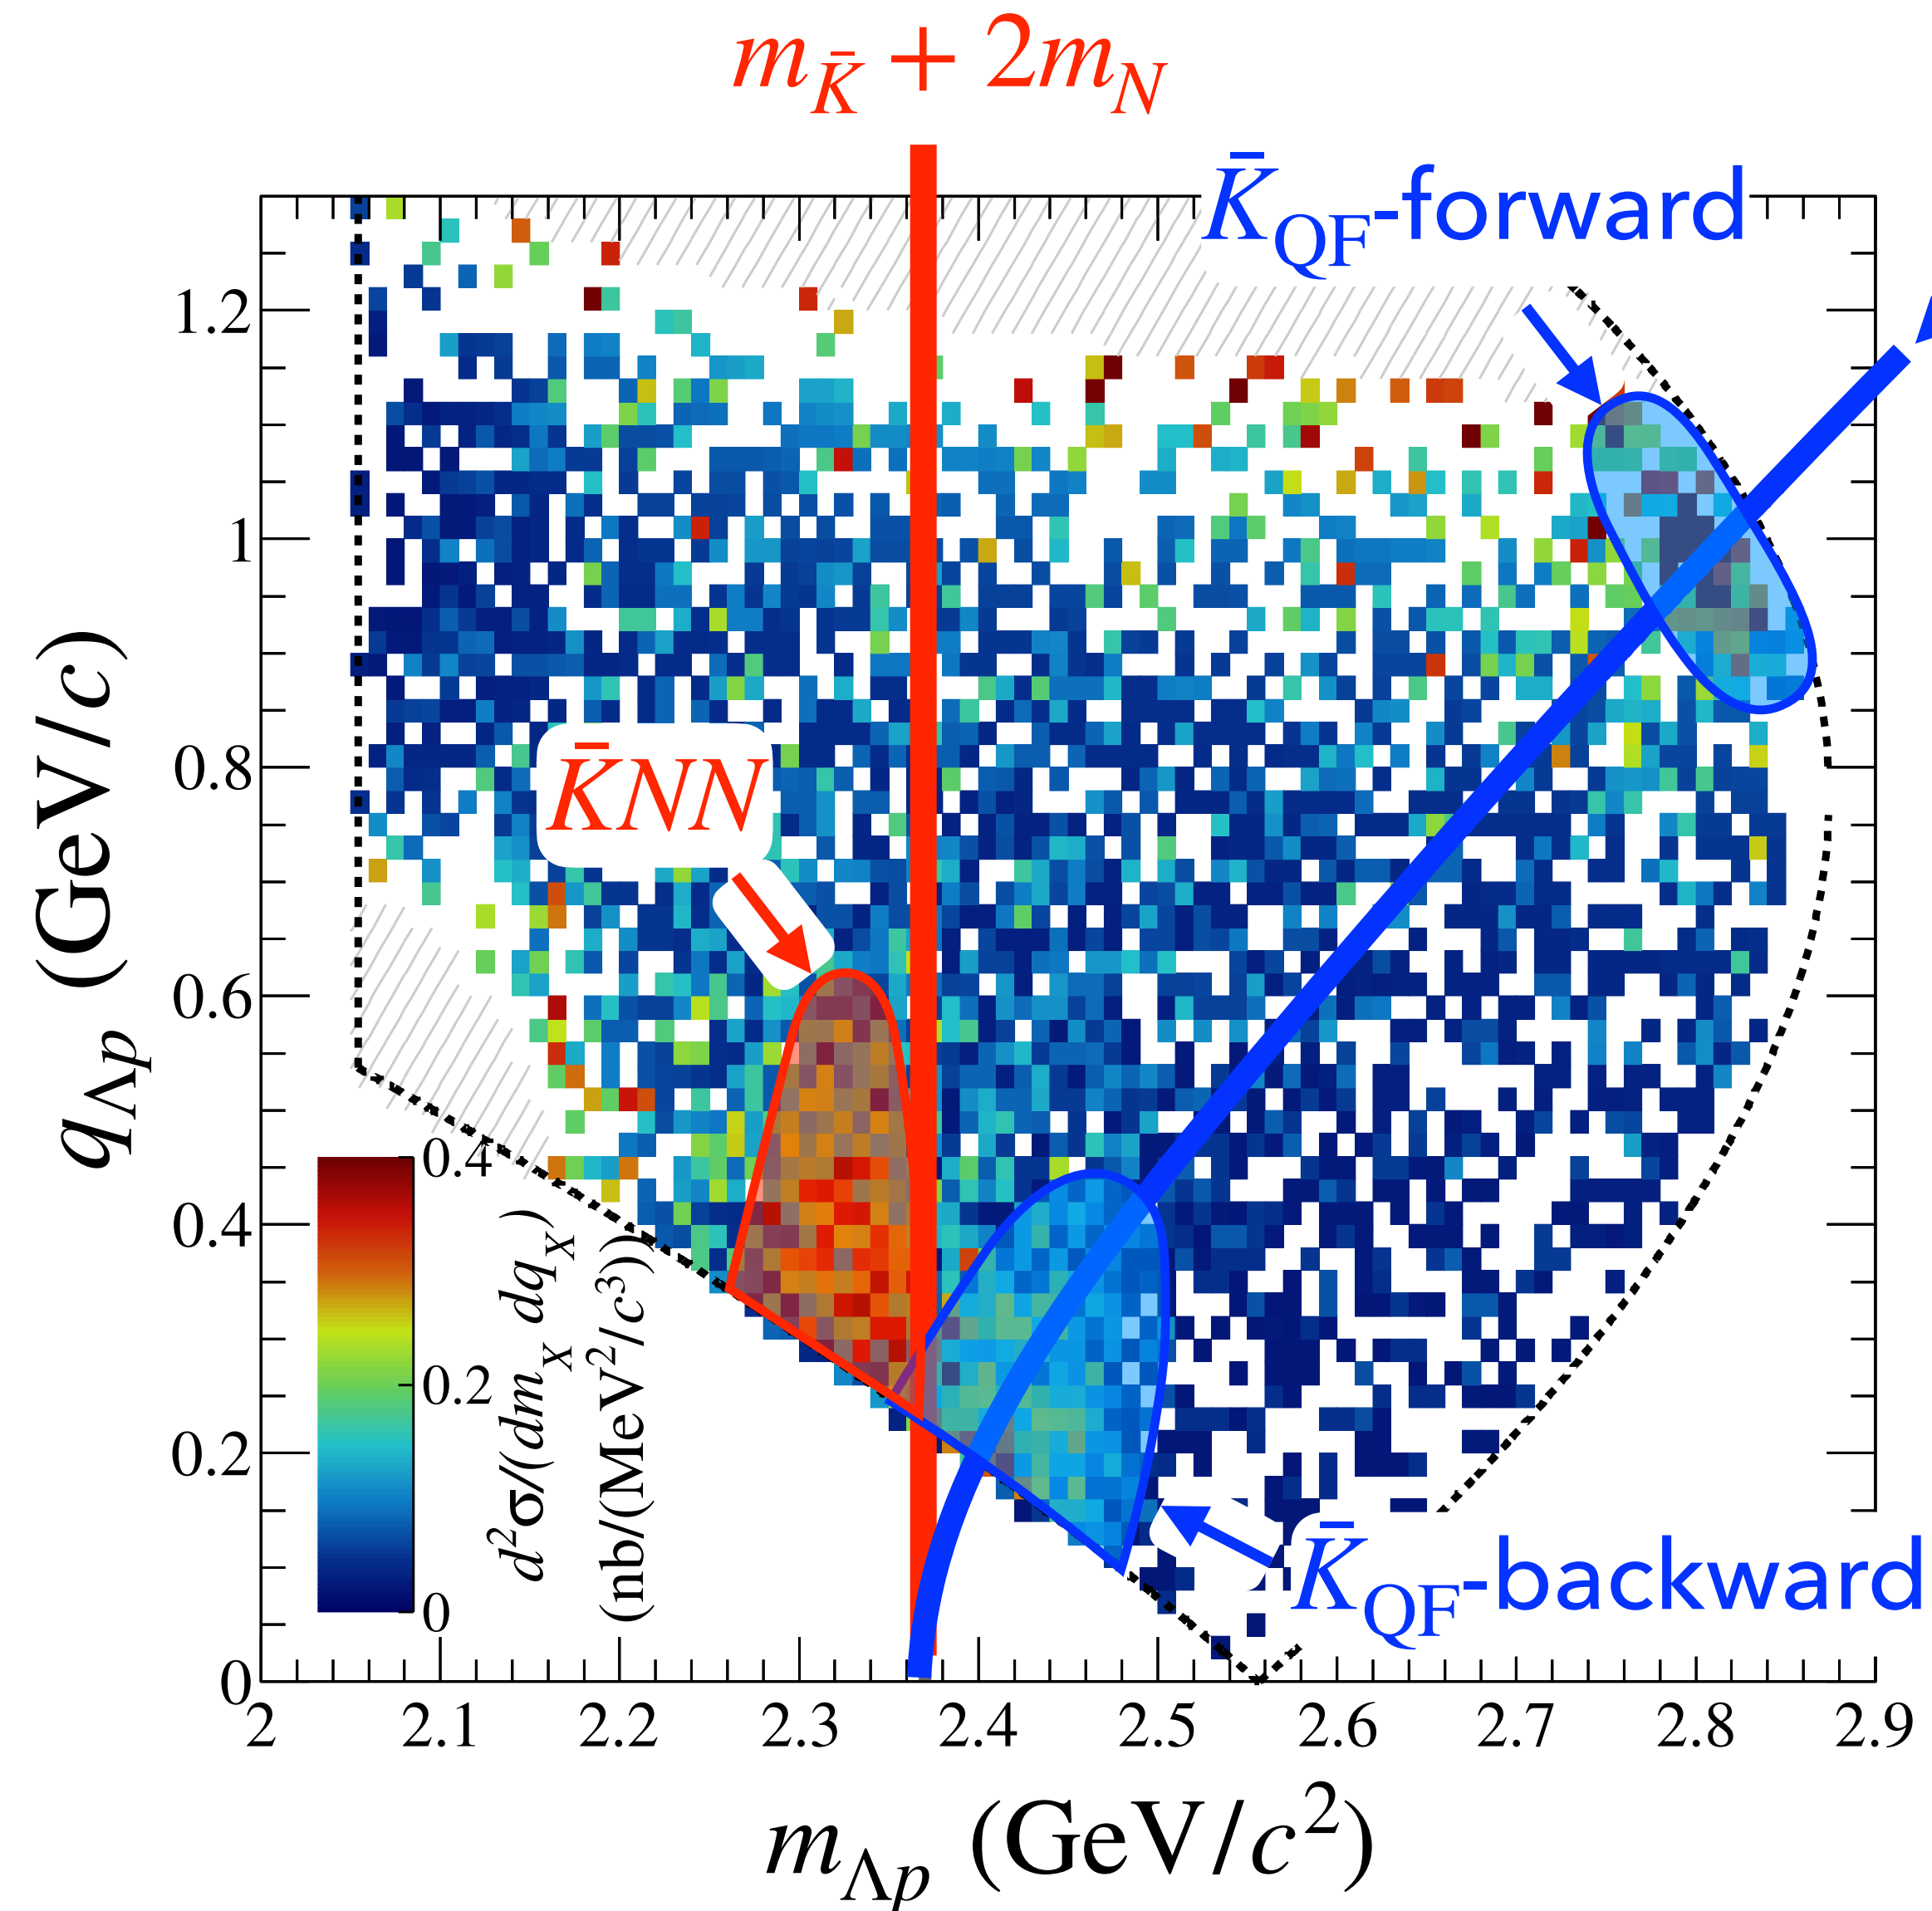 m_K̄ + 2m_N
K̄_QF-forward
K̄NN
K̄_QF-backward
q_Λp (GeV/c)
1.2
1
0.8
0.6
0.4
0.2
0
0.4
0.2
0
d²σ/(dm_X dq_X)
(nb/(MeV²/c³))
2 2.1 2.2 2.3 2.4 2.5 2.6 2.7 2.8 2.9
m_Λp (GeV/c²)